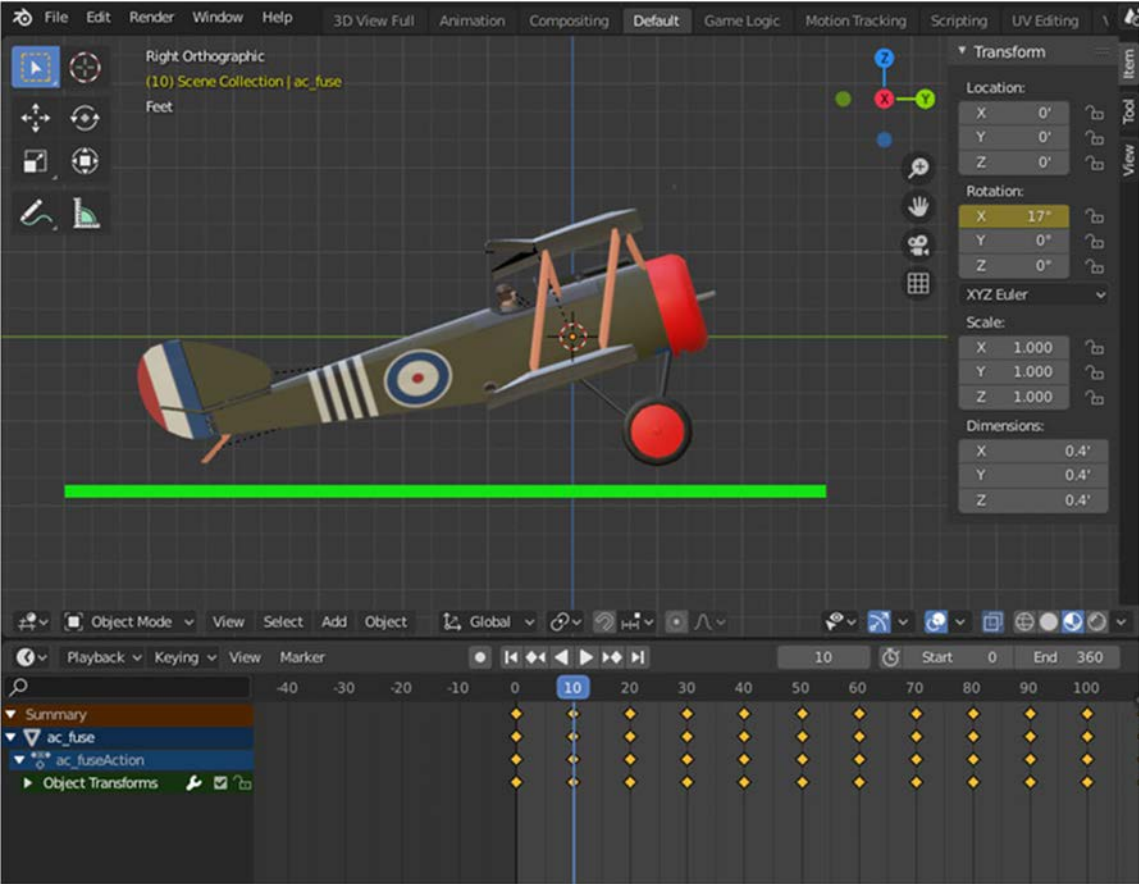 File Edit Render Window Help 3D View Full Animation Compositing Default Game Logic Motion Tracking Scripting UV Editing
Right Orthographic
(10) Scene Collection | ac_fuse
Feet
Z
X
Y
Transform
Location:
X 0'
Y 0'
Z 0'
Rotation:
X 17°
Y 0°
Z 0°
XYZ Euler
Scale:
X 1.000
Y 1.000
Z 1.000
Dimensions:
X 0.4'
Y 0.4'
Z 0.4'
Item
Tool
View
Object Mode View Select Add Object Global
Playback Keying View Marker 10 Start 0 End 360
-40 -30 -20 -10 0 10 20 30 40 50 60 70 80 90 100
Summary
ac_fuse
ac_fuseAction
Object Transforms